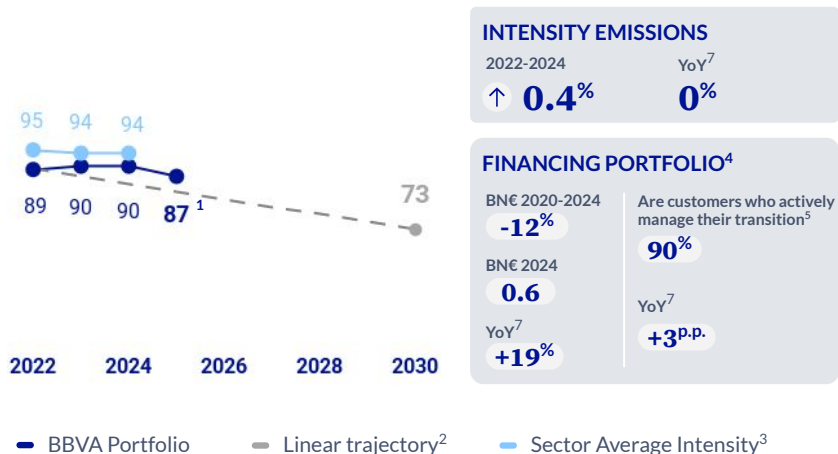 95 94 94
89 90 90 87 1
73
2022 2024 2026 2028 2030
BBVA Portfolio Linear trajectory2 Sector Average Intensity3
INTENSITY EMISSIONS
2022-2024 YoY7
↑ 0.4% 0%
FINANCING PORTFOLIO4
BN€ 2020-2024
-12%
BN€ 2024
0.6
YoY7
+19%
Are customers who actively
manage their transition5
90%
YoY7
+3p.p.